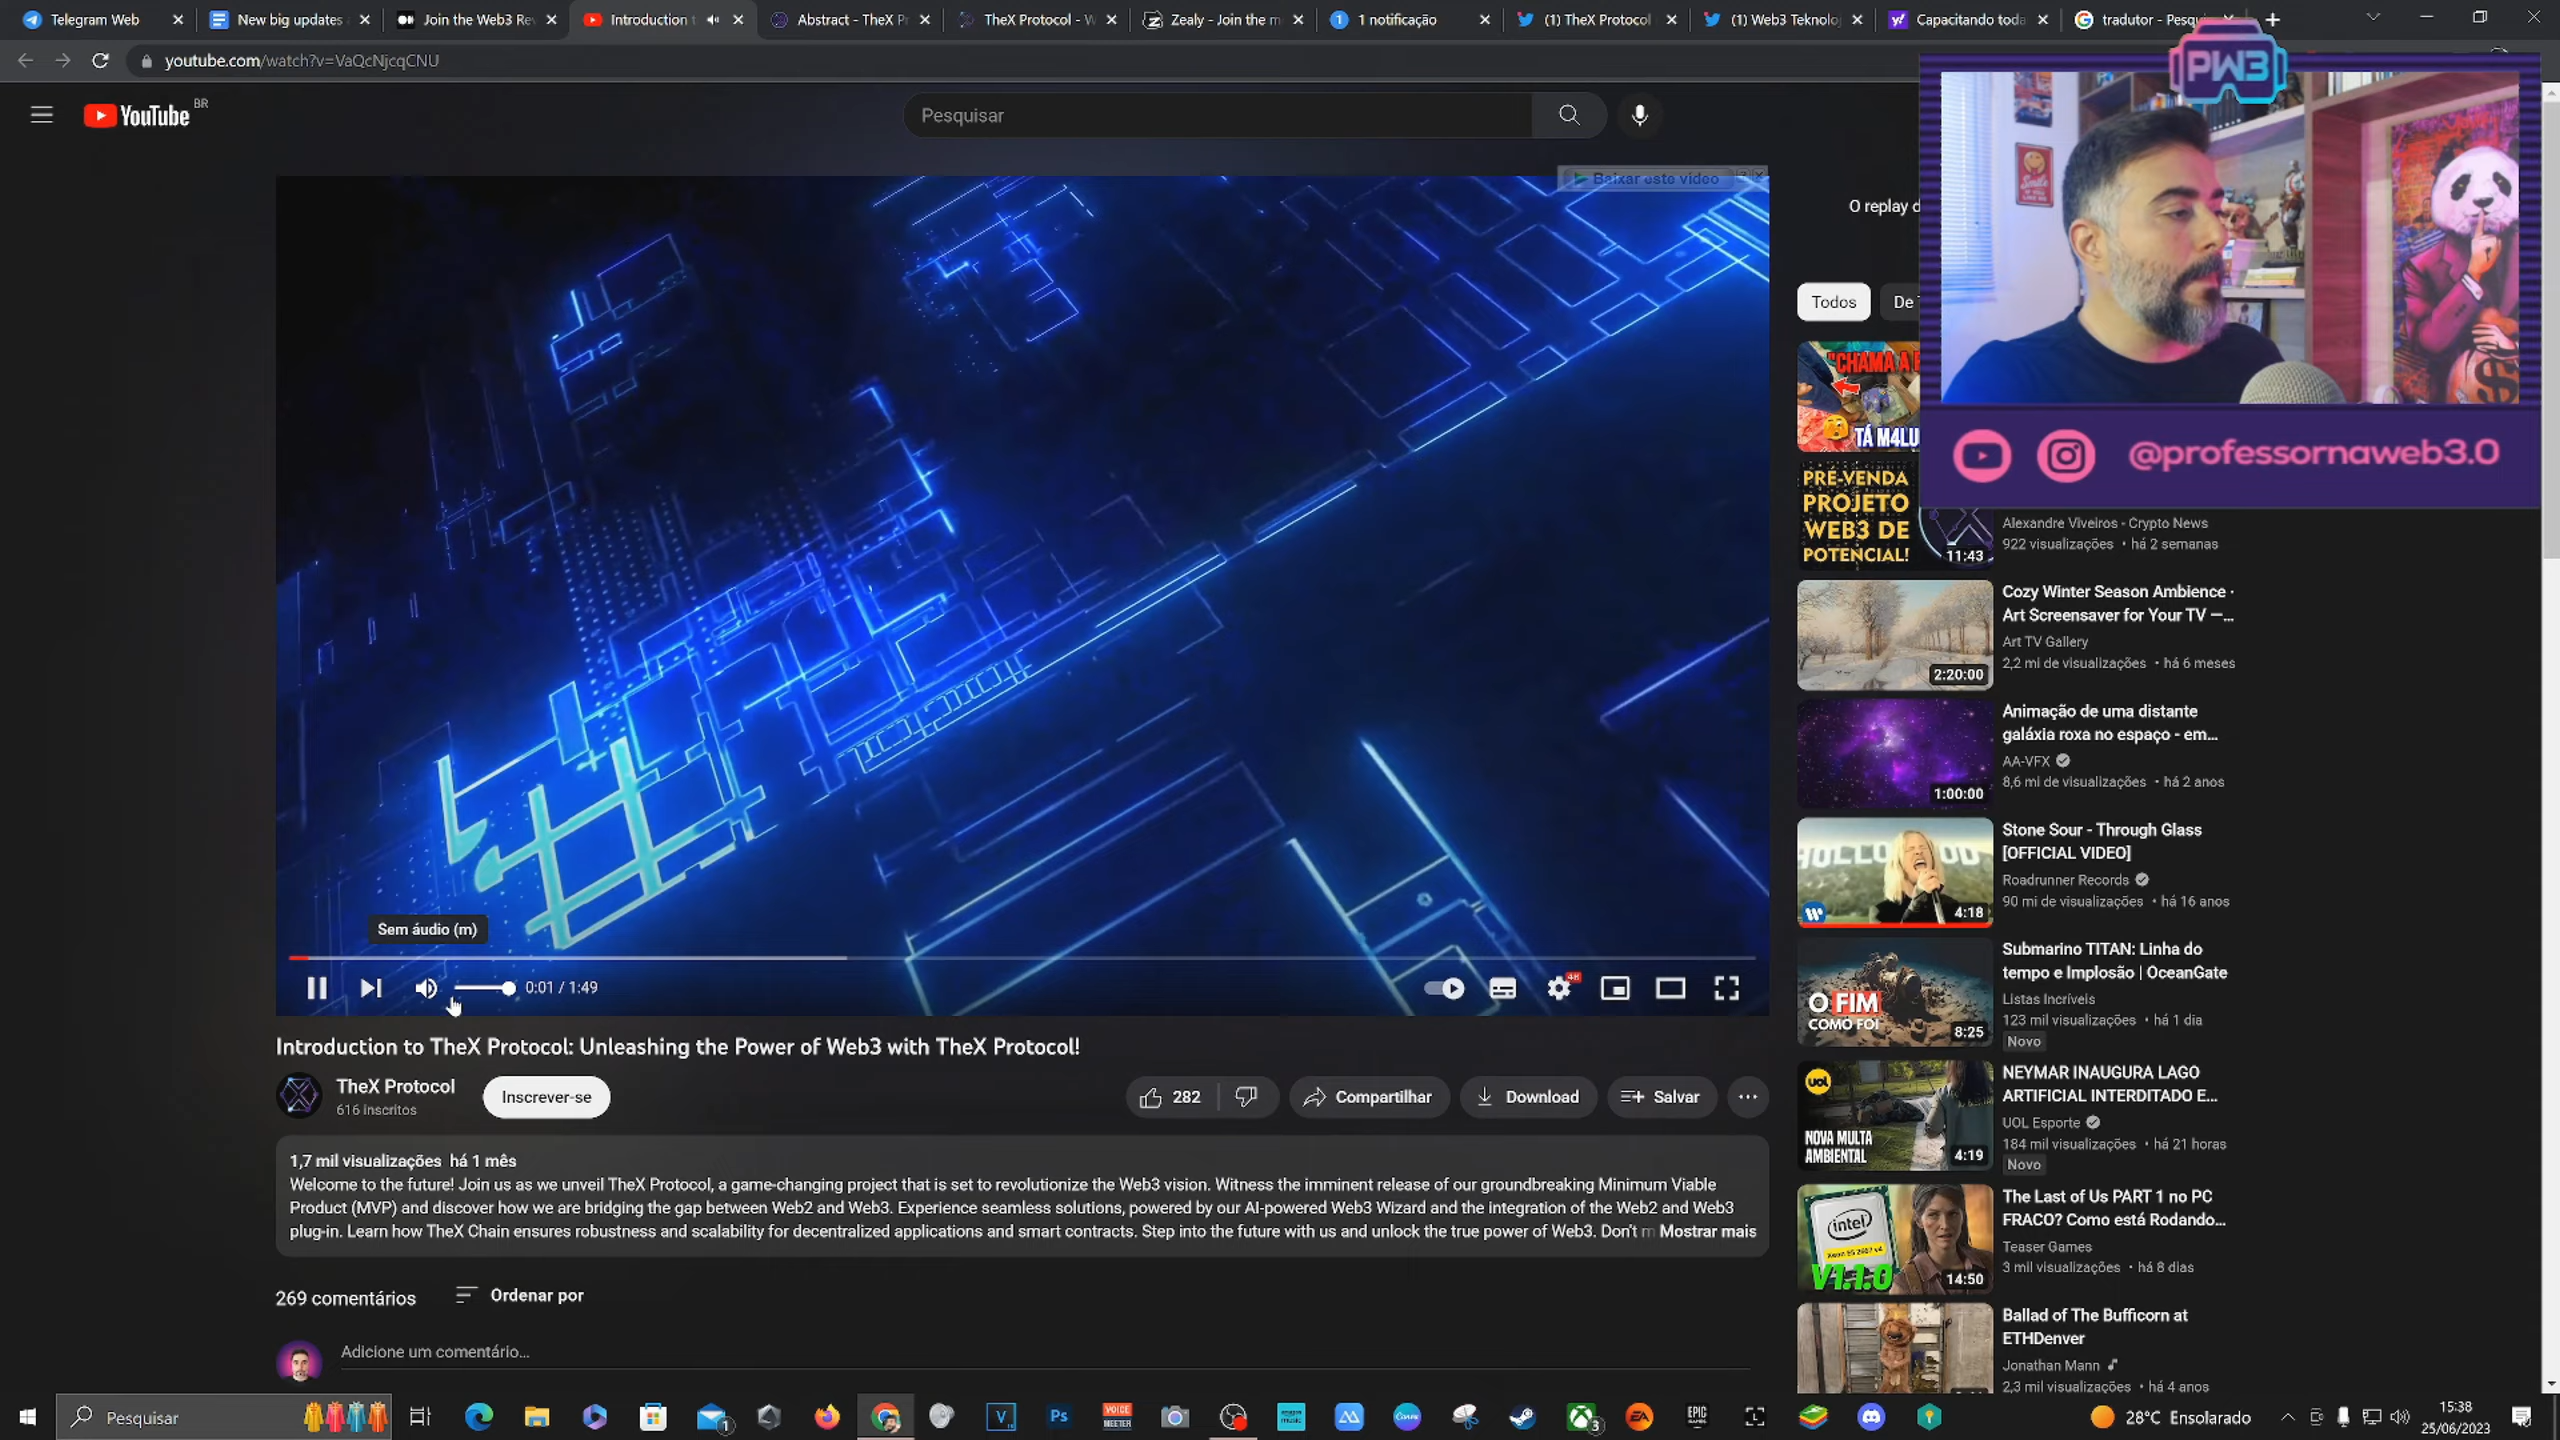 Telegram Web
New big updates
Join the Web3 Re
Introduction t
Abstract - TheX P
TheX Protocol - W
Zealy - Join the m
1 notificação
(1) TheX Protocol
(1) Web3 Teknoloj
Capacitando toda
tradutor - Pesqui
youtube.com/watch?v=VaQcNjcqCNU
PW3
YouTube
BR
Pesquisar
Baixar este vídeo
O replay d
Todos
De
"CHAMA A
TÁ M4LU
@professornaweb3.0
PRÉ-VENDA
PROJETO
WEB3 DE
POTENCIAL!
11:43
Alexandre Viveiros - Crypto News
922 visualizações • há 2 semanas
Cozy Winter Season Ambience ·
Art Screensaver for Your TV —...
Art TV Gallery
2,2 mi de visualizações • há 6 meses
2:20:00
Animação de uma distante
galáxia roxa no espaço - em...
AA-VFX
8,6 mi de visualizações • há 2 anos
1:00:00
Stone Sour - Through Glass
[OFFICIAL VIDEO]
Roadrunner Records
90 mi de visualizações • há 16 anos
4:18
Submarino TITAN: Linha do
tempo e Implosão | OceanGate
Listas Incríveis
123 mil visualizações • há 1 dia
Novo
O FIM
COMO FOI
8:25
NEYMAR INAUGURA LAGO
ARTIFICIAL INTERDITADO E...
UOL Esporte
184 mil visualizações • há 21 horas
Novo
UOL
NOVA MULTA
AMBIENTAL
4:19
The Last of Us PART 1 no PC
FRACO? Como está Rodando...
Teaser Games
3 mil visualizações • há 8 dias
intel
V1.1.0
14:50
Ballad of The Bufficorn at
ETHDenver
Jonathan Mann
2,3 mil visualizações • há 4 anos
Sem áudio (m)
0:01 / 1:49
4K
Introduction to TheX Protocol: Unleashing the Power of Web3 with TheX Protocol!
TheX Protocol
616 inscritos
Inscrever-se
282
Compartilhar
Download
Salvar
1,7 mil visualizações há 1 mês
Welcome to the future! Join us as we unveil TheX Protocol, a game-changing project that is set to revolutionize the Web3 vision. Witness the imminent release of our groundbreaking Minimum Viable
Product (MVP) and discover how we are bridging the gap between Web2 and Web3. Experience seamless solutions, powered by our AI-powered Web3 Wizard and the integration of the Web2 and Web3
plug-in. Learn how TheX Chain ensures robustness and scalability for decentralized applications and smart contracts. Step into the future with us and unlock the true power of Web3. Don't m Mostrar mais
269 comentários
Ordenar por
Adicione um comentário...
Pesquisar
28°C Ensolarado
15:38
25/06/2023